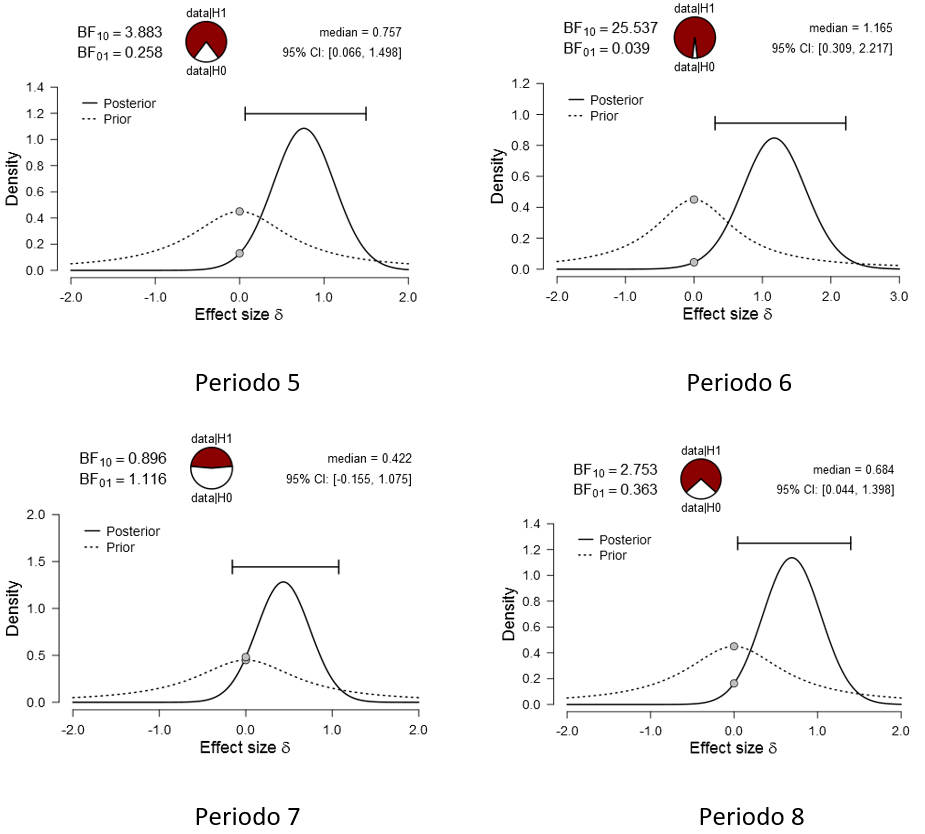 data|H1
BF10 = 3.883
BF01 = 0.258
data|H0
median = 0.757
95% CI: [0.066, 1.498]
Posterior
Prior
Density
1.4
1.2
1.0
0.8
0.6
0.4
0.2
0.0
-2.0 -1.0 0.0 1.0 2.0
Effect size δ
Periodo 5
data|H1
BF10 = 25.537
BF01 = 0.039
data|H0
median = 1.165
95% CI: [0.309, 2.217]
Posterior
Prior
Density
1.2
1.0
0.8
0.6
0.4
0.2
0.0
-2.0 -1.0 0.0 1.0 2.0 3.0
Effect size δ
Periodo 6
data|H1
BF10 = 0.896
BF01 = 1.116
data|H0
median = 0.422
95% CI: [-0.155, 1.075]
Posterior
Prior
Density
2.0
1.5
1.0
0.5
0.0
-2.0 -1.0 0.0 1.0 2.0
Effect size δ
Periodo 7
data|H1
BF10 = 2.753
BF01 = 0.363
data|H0
median = 0.684
95% CI: [0.044, 1.398]
Posterior
Prior
Density
1.4
1.2
1.0
0.8
0.6
0.4
0.2
0.0
-2.0 -1.0 0.0 1.0 2.0
Effect size δ
Periodo 8